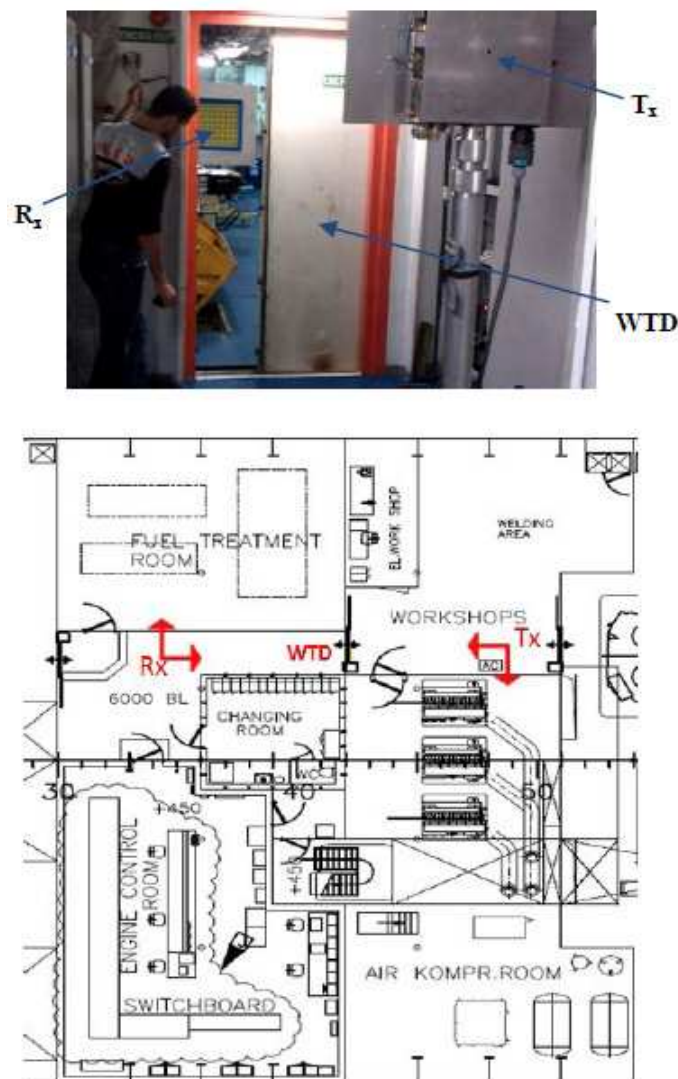 Tx
Rx
WTD
FUEL TREATMENT
ROOM
EL.WORK SHOP
WELDING
AREA
WORKSHOPS
Rx
WTD
Tx
AC
6000 BL
CHANGING
ROOM
WC
30
40
50
+450
+450
ENGINE CONTROL
ROOM
SWITCHBOARD
AIR KOMPR.ROOM